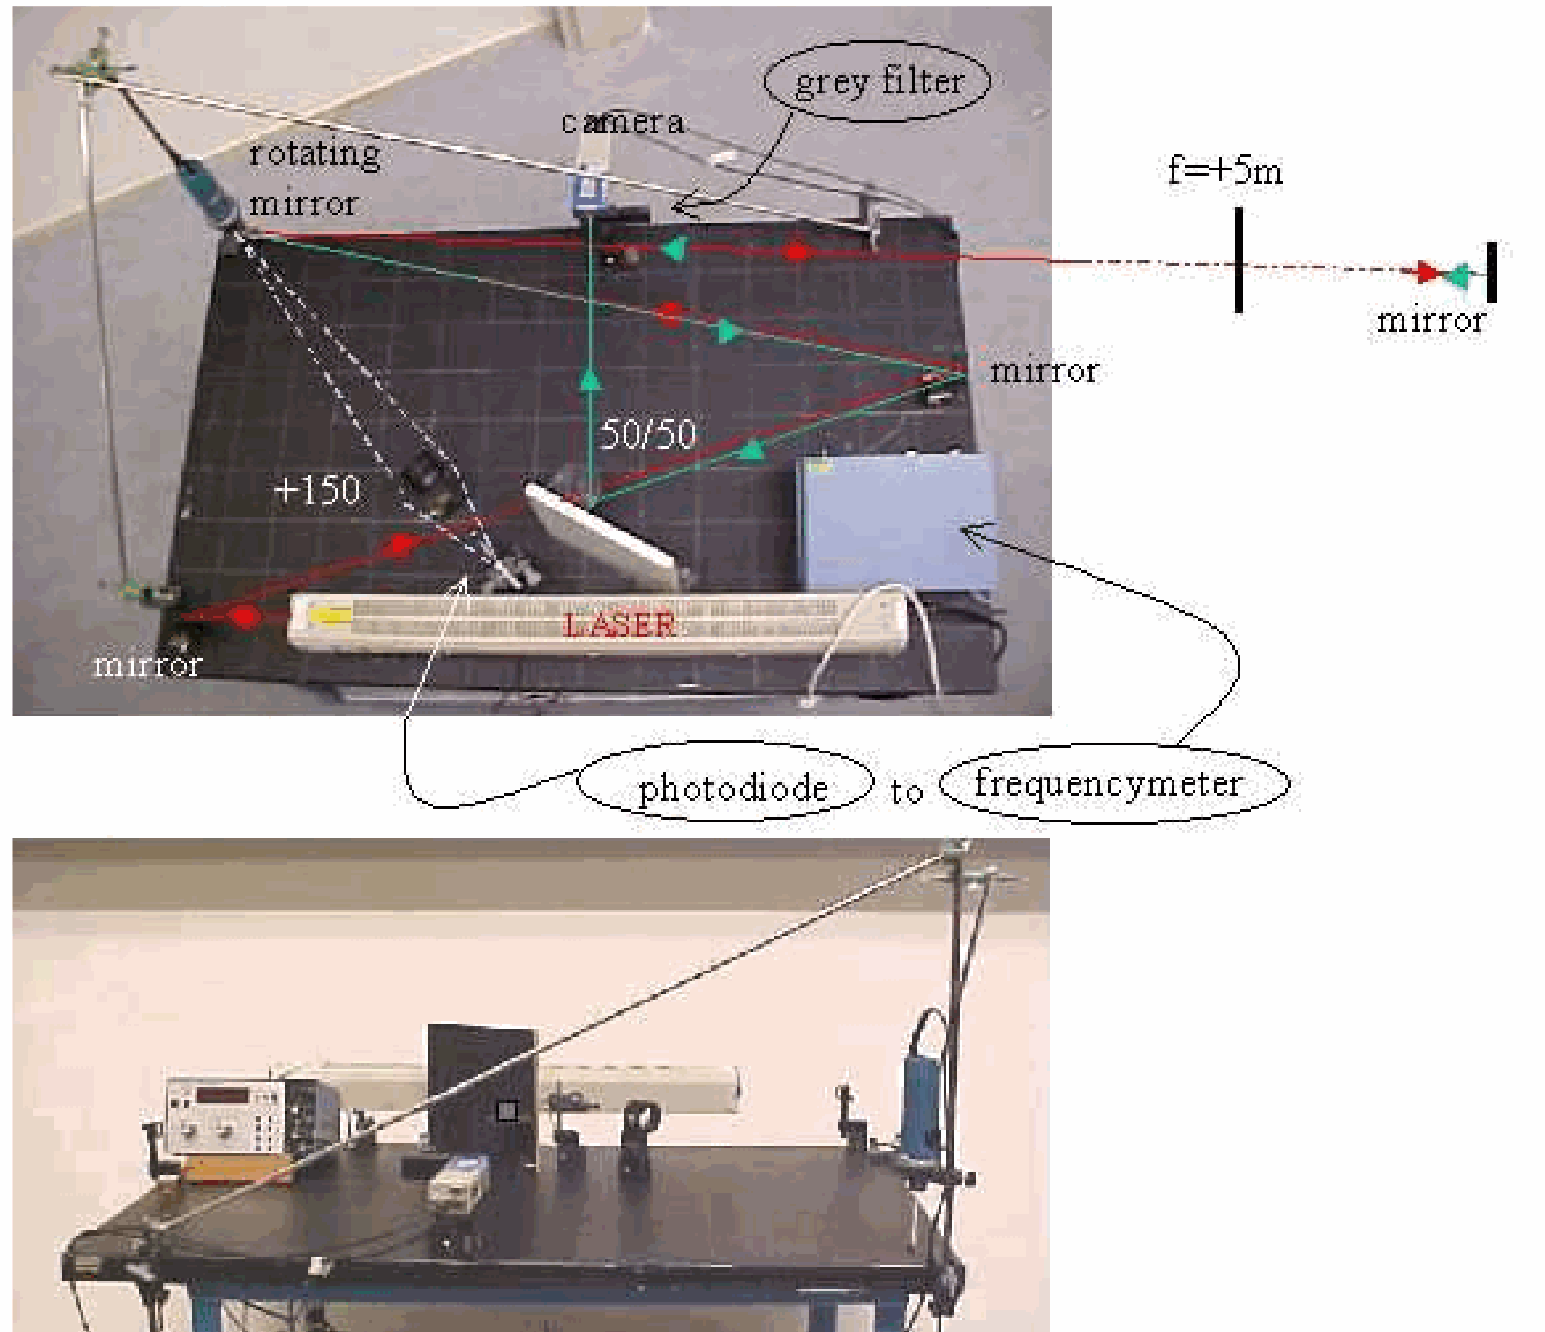 grey filter
camera
rotating
mirror
f=+5m
mirror
mirror
50/50
+150
LASER
mirror
photodiode to frequencymeter